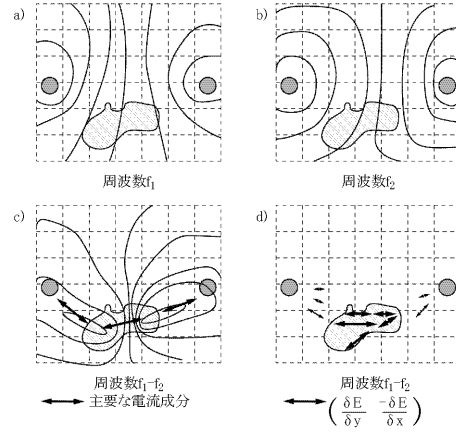 a)
b)
周波数f₁
周波数f₂
c)
d)
周波数f₁-f₂
主要な電流成分
周波数f₁-f₂
(δE/δy -δE/δx)